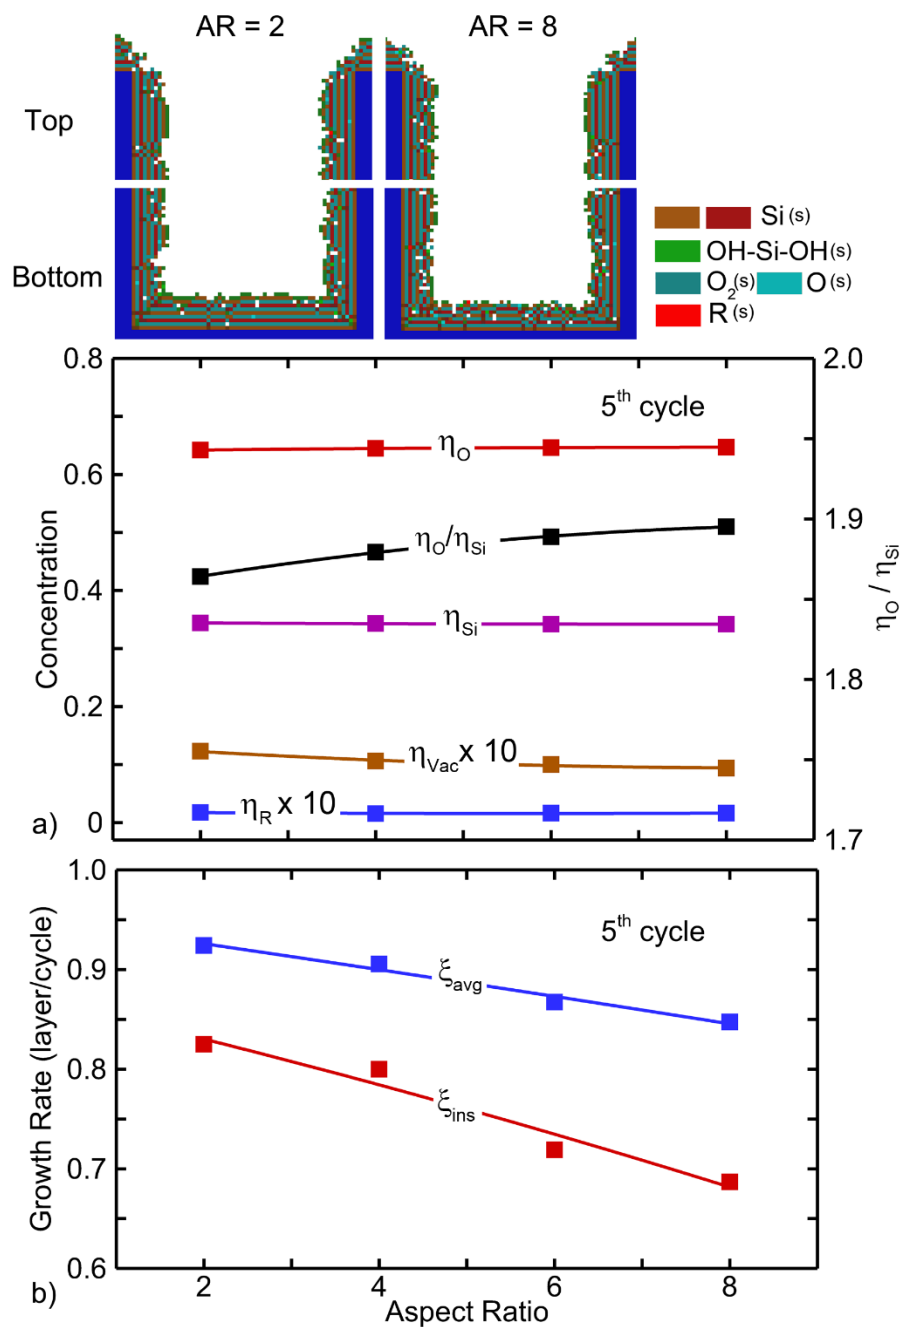 AR = 2 AR = 8
Top
Bottom
Si(s)
OH-Si-OH(s)
O2(s) O(s)
R(s)
0.8 2.0
5th cycle
ηO
0.6
1.9
ηO/ηSi
Concentration
ηO / ηSi
0.4
ηSi
1.8
0.2
ηVac x 10
ηR x 10
a) 0 1.7
1.0
5th cycle
ξavg
0.9
Growth Rate (layer/cycle)
0.8
ξins
0.7
0.6
2 4 6 8
b) Aspect Ratio